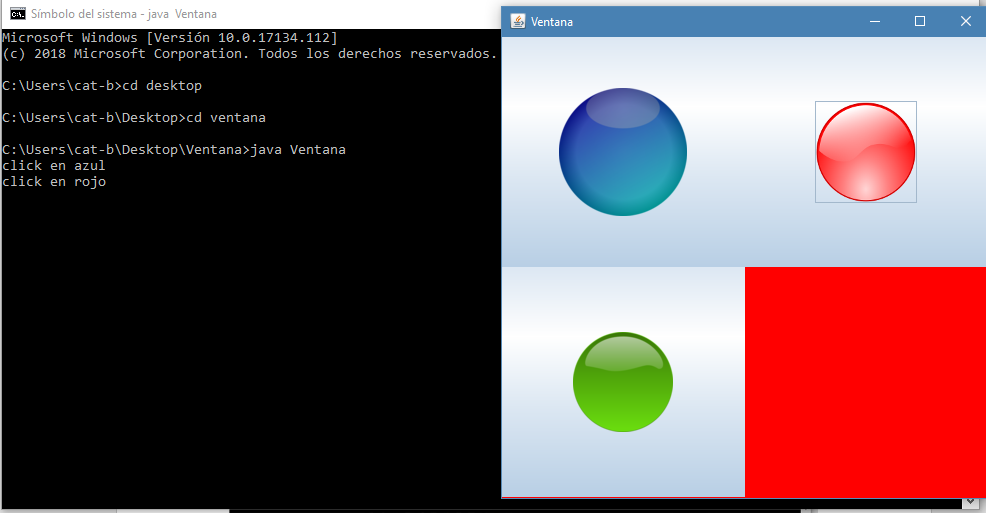 Símbolo del sistema - java  Ventana
Microsoft Windows [Versión 10.0.17134.112]
(c) 2018 Microsoft Corporation. Todos los derechos reservados.
C:\Users\cat-b>cd desktop
C:\Users\cat-b\Desktop>cd ventana
C:\Users\cat-b\Desktop\Ventana>java Ventana
click en azul
click en rojo
Ventana